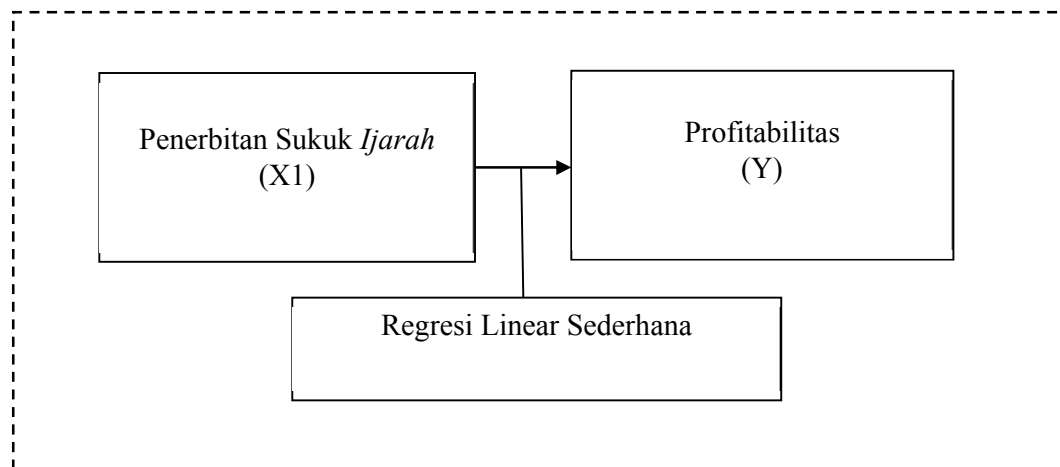 Penerbitan Sukuk Ijarah
(X1)
Profitabilitas
(Y)
Regresi Linear Sederhana